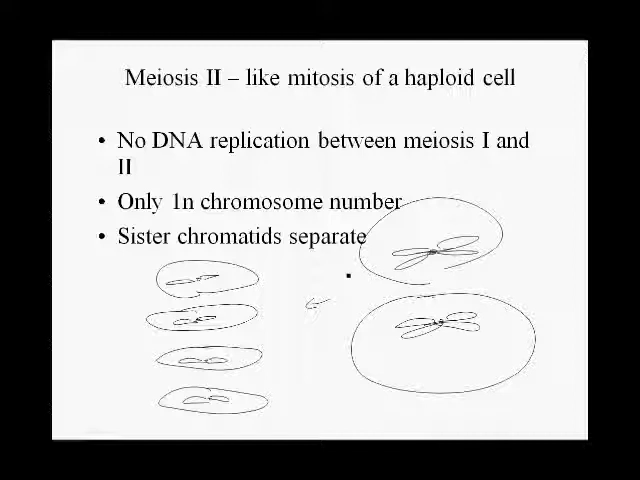 Meiosis II – like mitosis of a haploid cell
• No DNA replication between meiosis I and
II
• Only 1n chromosome number
• Sister chromatids separate